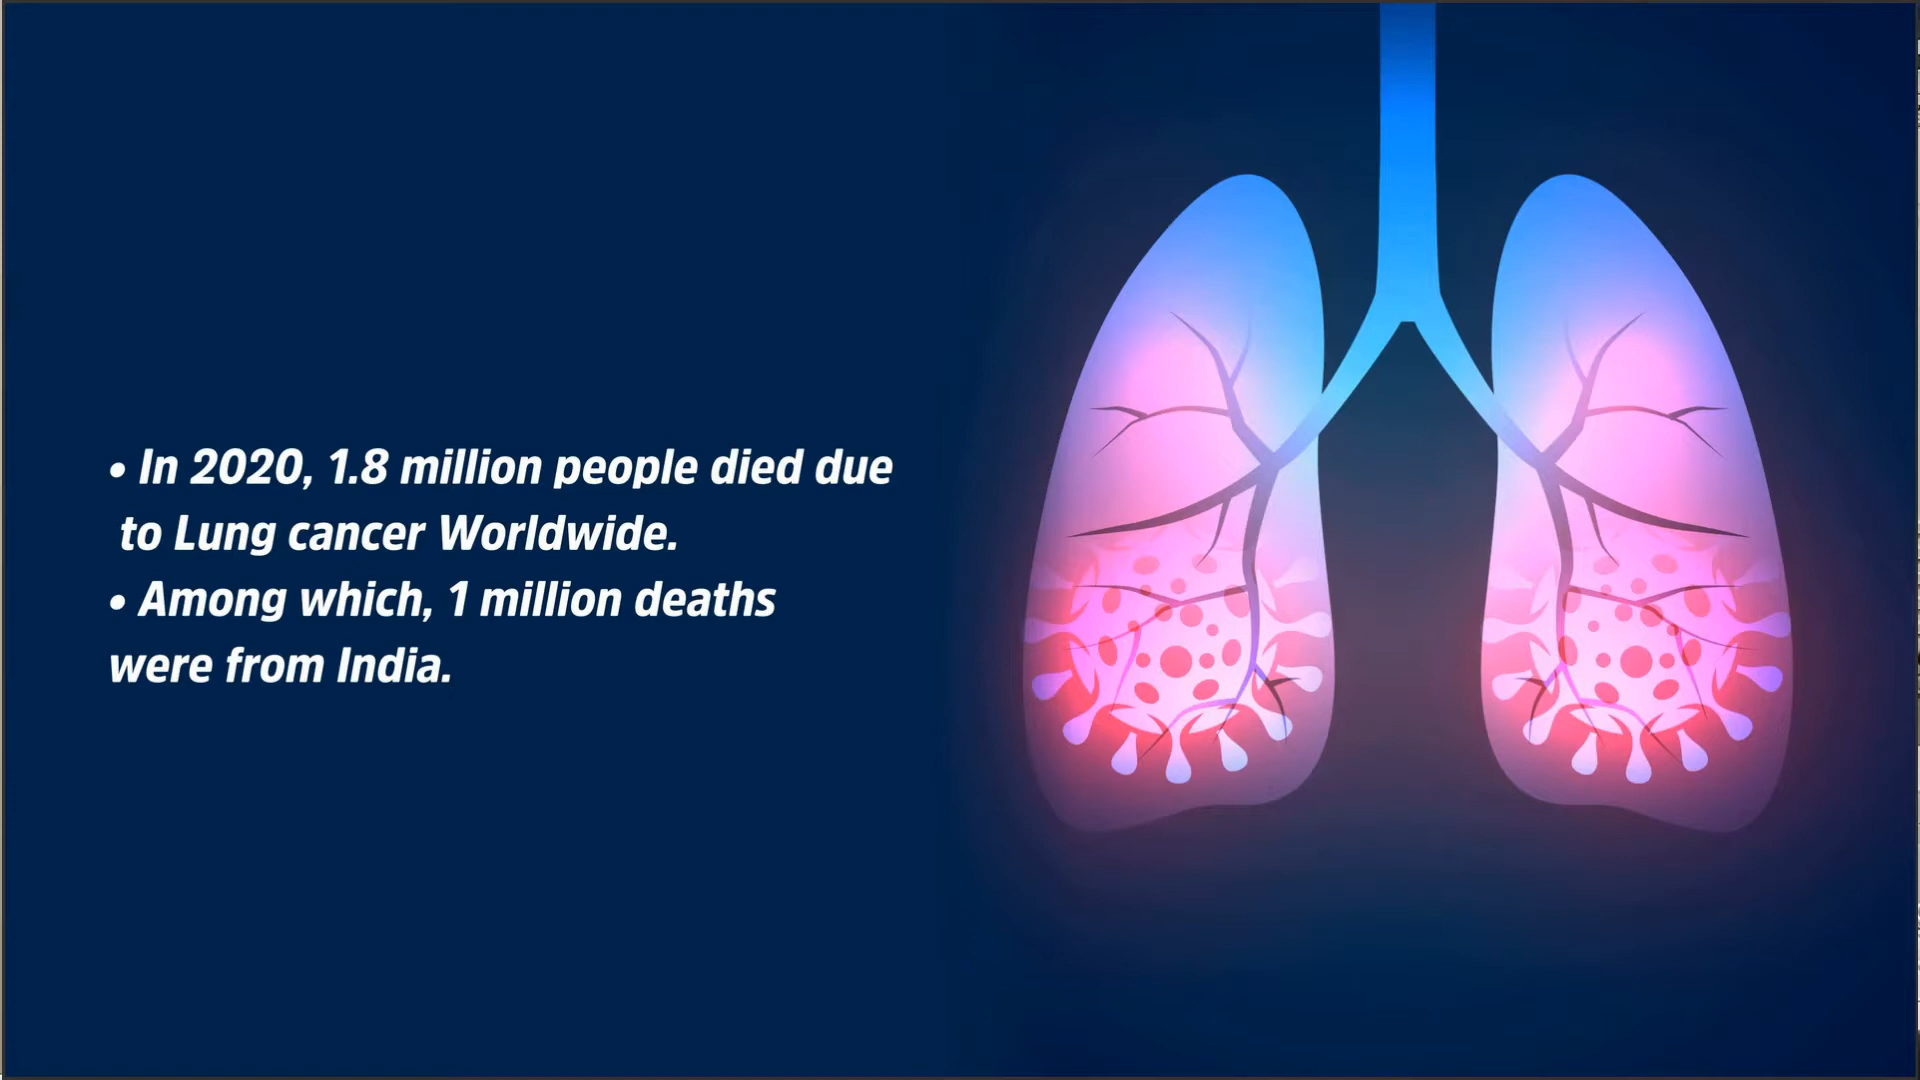 • In 2020, 1.8 million people died due
to Lung cancer Worldwide.
• Among which, 1 million deaths
were from India.